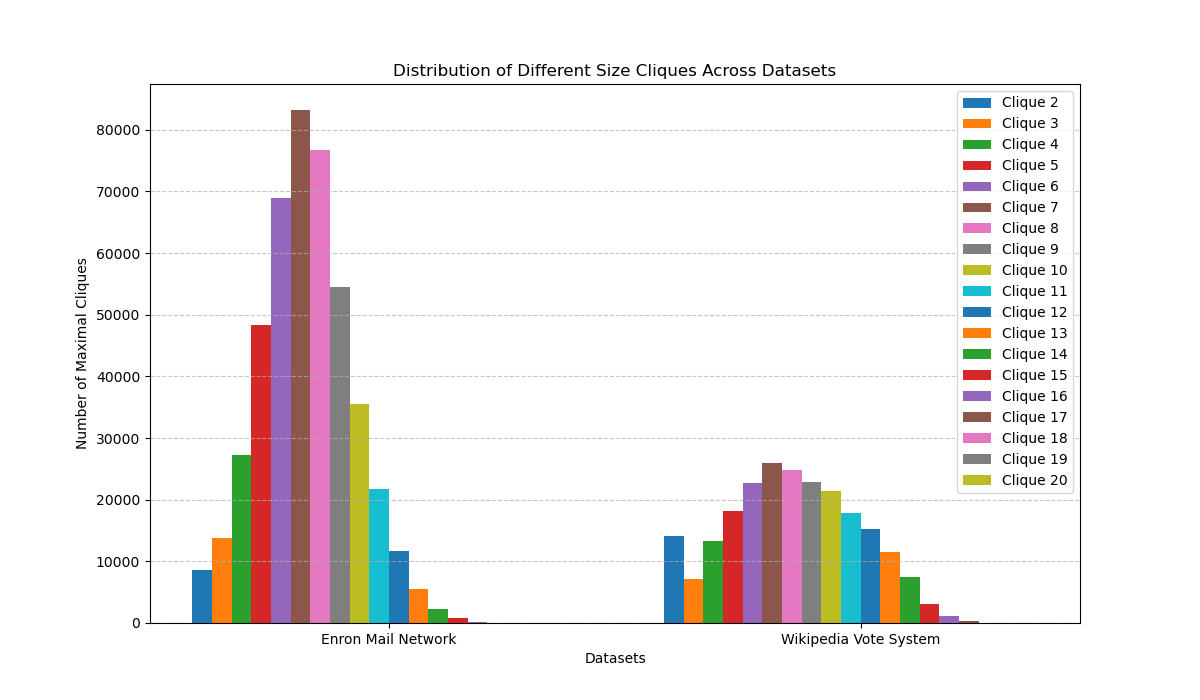 Distribution of Different Size Cliques Across Datasets
Number of Maximal Cliques
80000
70000
60000
50000
40000
30000
20000
10000
0
Clique 2
Clique 3
Clique 4
Clique 5
Clique 6
Clique 7
Clique 8
Clique 9
Clique 10
Clique 11
Clique 12
Clique 13
Clique 14
Clique 15
Clique 16
Clique 17
Clique 18
Clique 19
Clique 20
Enron Mail Network
Wikipedia Vote System
Datasets